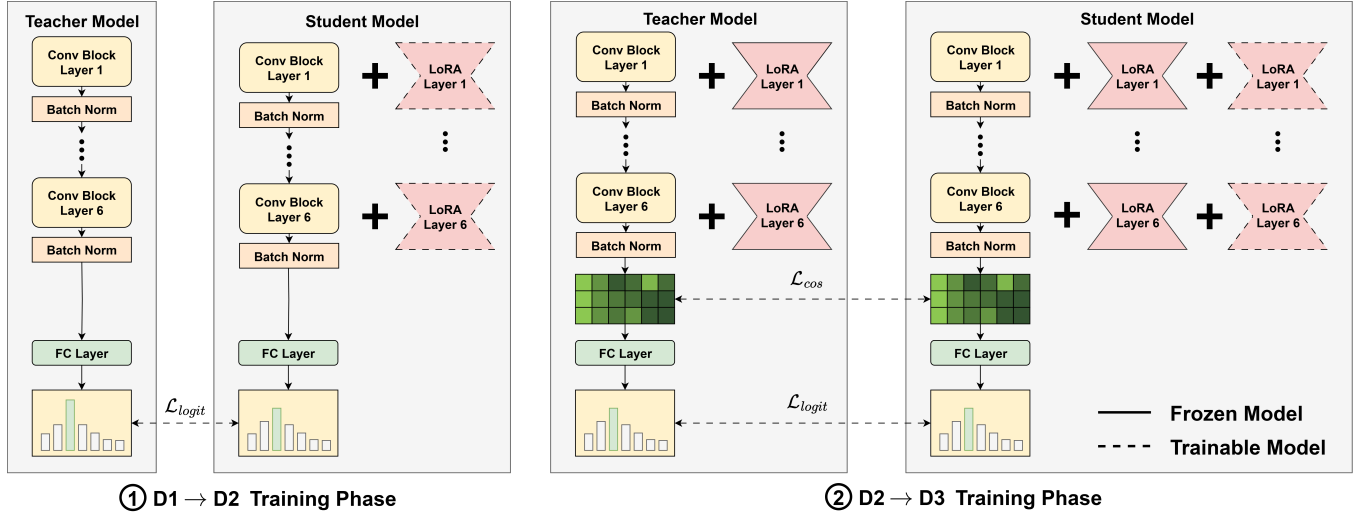 Teacher Model
Conv Block
Layer 1
Batch Norm
Conv Block
Layer 6
Batch Norm
FC Layer
Student Model
Conv Block
Layer 1
Batch Norm
LoRA
Layer 1
Conv Block
Layer 6
Batch Norm
LoRA
Layer 6
FC Layer
ℒlogit
① D1 → D2 Training Phase
Teacher Model
Conv Block
Layer 1
Batch Norm
LoRA
Layer 1
Conv Block
Layer 6
Batch Norm
LoRA
Layer 6
FC Layer
ℒcos
ℒlogit
Student Model
Conv Block
Layer 1
Batch Norm
LoRA
Layer 1
LoRA
Layer 1
Conv Block
Layer 6
Batch Norm
LoRA
Layer 6
LoRA
Layer 6
FC Layer
Frozen Model
Trainable Model
② D2 → D3 Training Phase